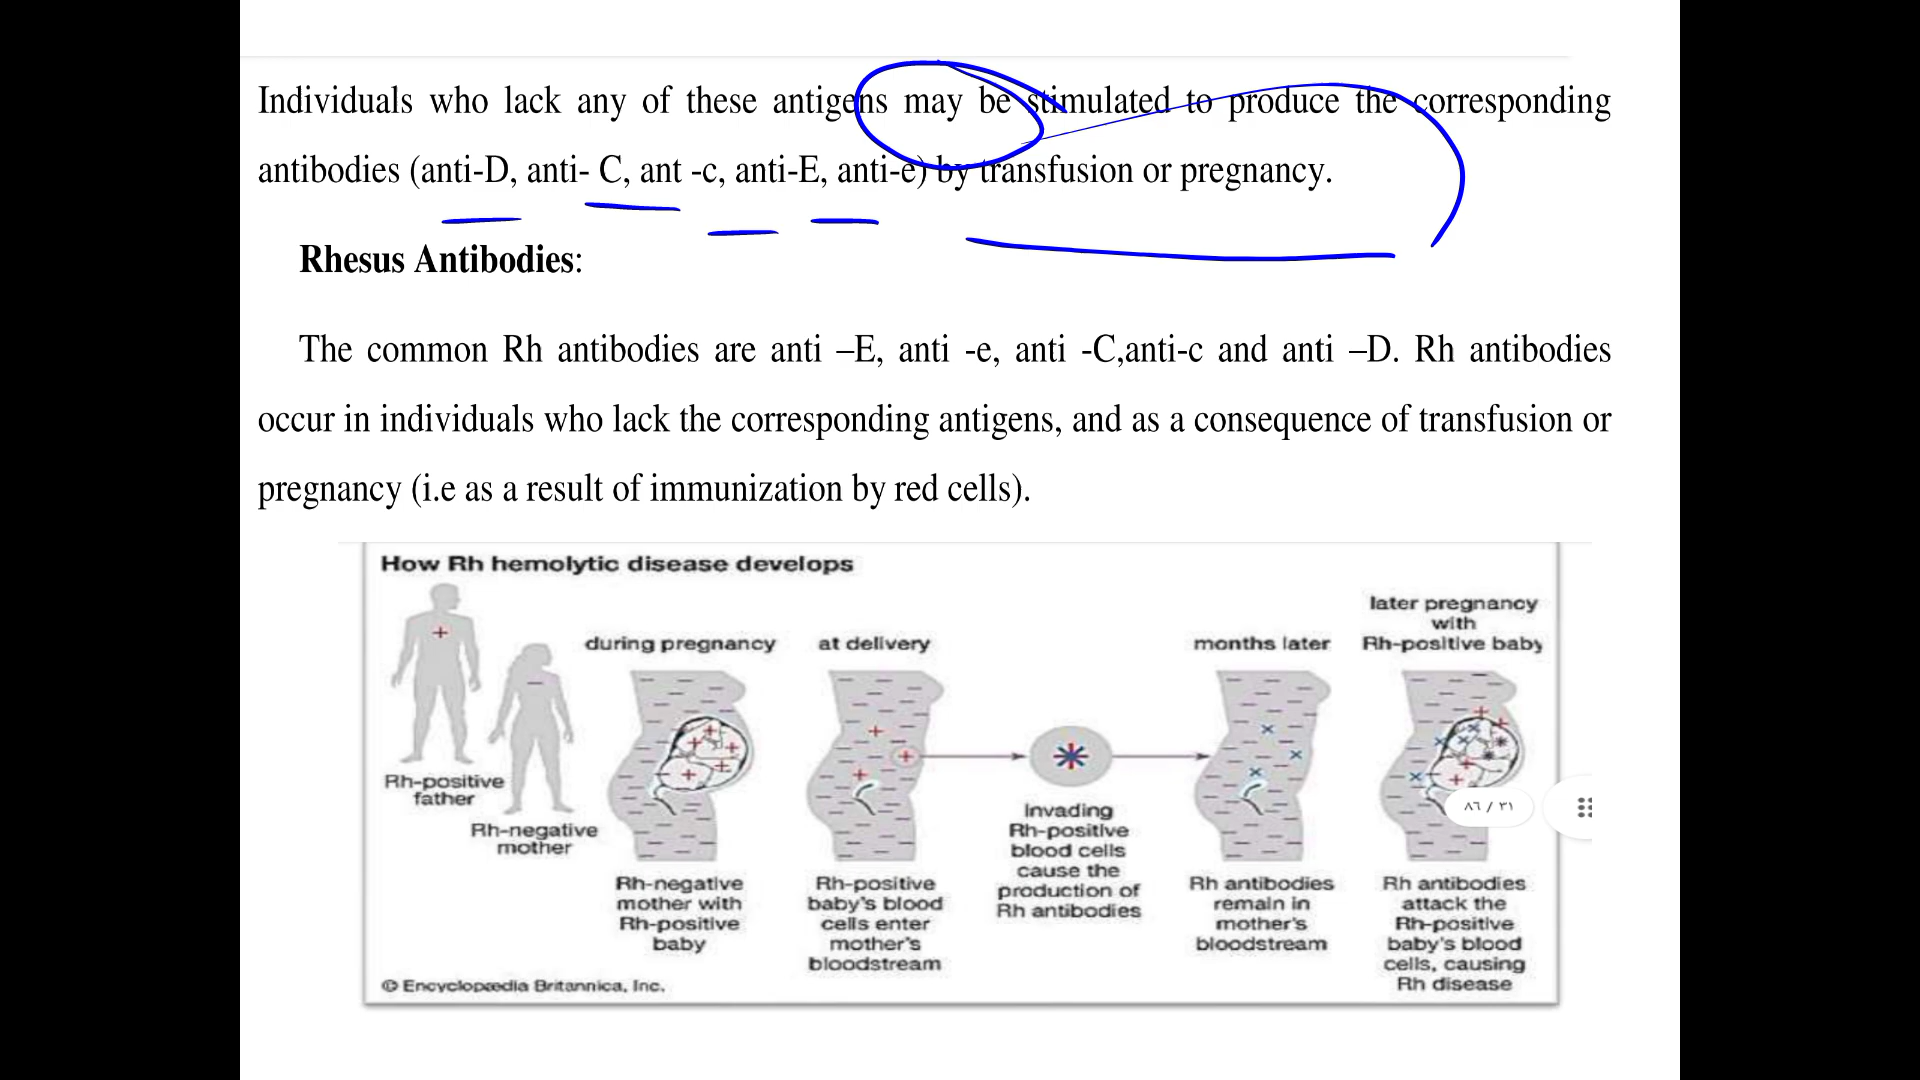 Individuals who lack any of these antigens may be stimulated to produce the corresponding
antibodies (anti-D, anti- C, ant -c, anti-E, anti-e) by transfusion or pregnancy.
Rhesus Antibodies:
The common Rh antibodies are anti –E, anti -e, anti -C,anti-c and anti –D. Rh antibodies
occur in individuals who lack the corresponding antigens, and as a consequence of transfusion or
pregnancy (i.e as a result of immunization by red cells).
How Rh hemolytic disease develops
Rh-positive
father
Rh-negative
mother
during pregnancy
Rh-negative
mother with
Rh-positive
baby
at delivery
Rh-positive
baby's blood
cells enter
mother's
bloodstream
Invading
Rh-positive
blood cells
cause the
production of
Rh antibodies
months later
Rh antibodies
remain in
mother's
bloodstream
later pregnancy
with
Rh-positive baby
Rh antibodies
attack the
Rh-positive
baby's blood
cells, causing
Rh disease
٨٦ / ٣١
© Encyclopædia Britannica, Inc.